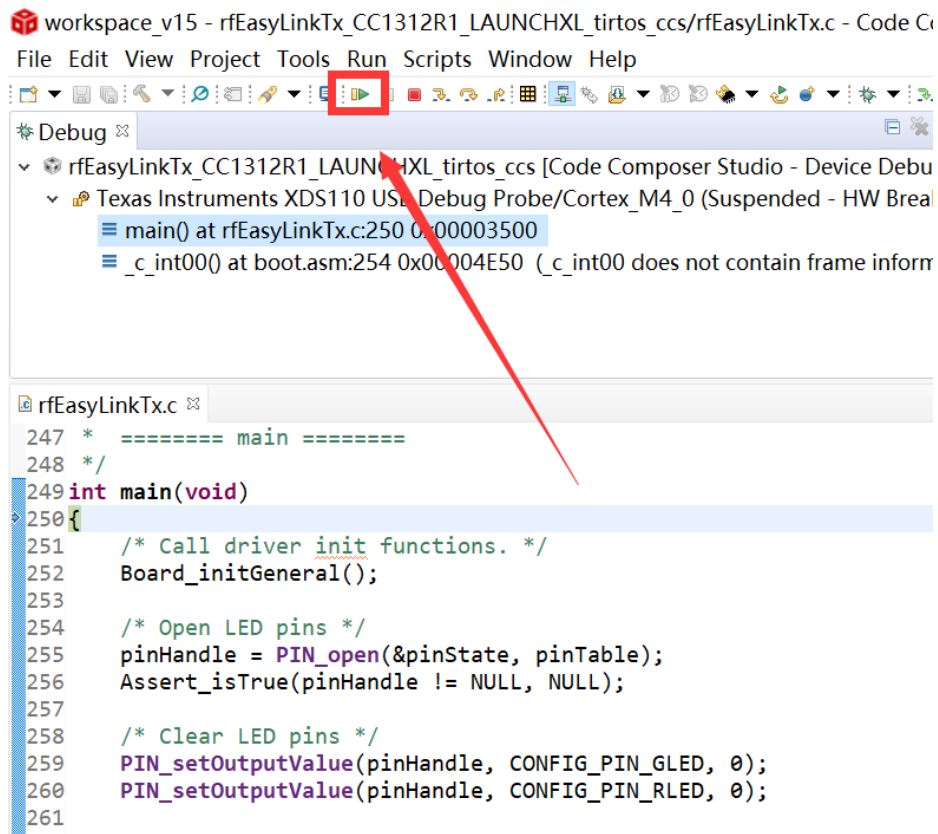 workspace_v15 - rfEasyLinkTx_CC1312R1_LAUNCHXL_tirtos_ccs/rfEasyLinkTx.c - Code C
File Edit View Project Tools Run Scripts Window Help
Debug
rfEasyLinkTx_CC1312R1_LAUNCHXL_tirtos_ccs [Code Composer Studio - Device Debu
Texas Instruments XDS110 USB Debug Probe/Cortex_M4_0 (Suspended - HW Brea
main() at rfEasyLinkTx.c:250 0x00003500
_c_int00() at boot.asm:254 0x00004E50 (_c_int00 does not contain frame inform
rfEasyLinkTx.c
247 * ======== main ========
248 */
249 int main(void)
250 {
251 /* Call driver init functions. */
252 Board_initGeneral();
253
254 /* Open LED pins */
255 pinHandle = PIN_open(&pinState, pinTable);
256 Assert_isTrue(pinHandle != NULL, NULL);
257
258 /* Clear LED pins */
259 PIN_setOutputValue(pinHandle, CONFIG_PIN_GLED, 0);
260 PIN_setOutputValue(pinHandle, CONFIG_PIN_RLED, 0);
261